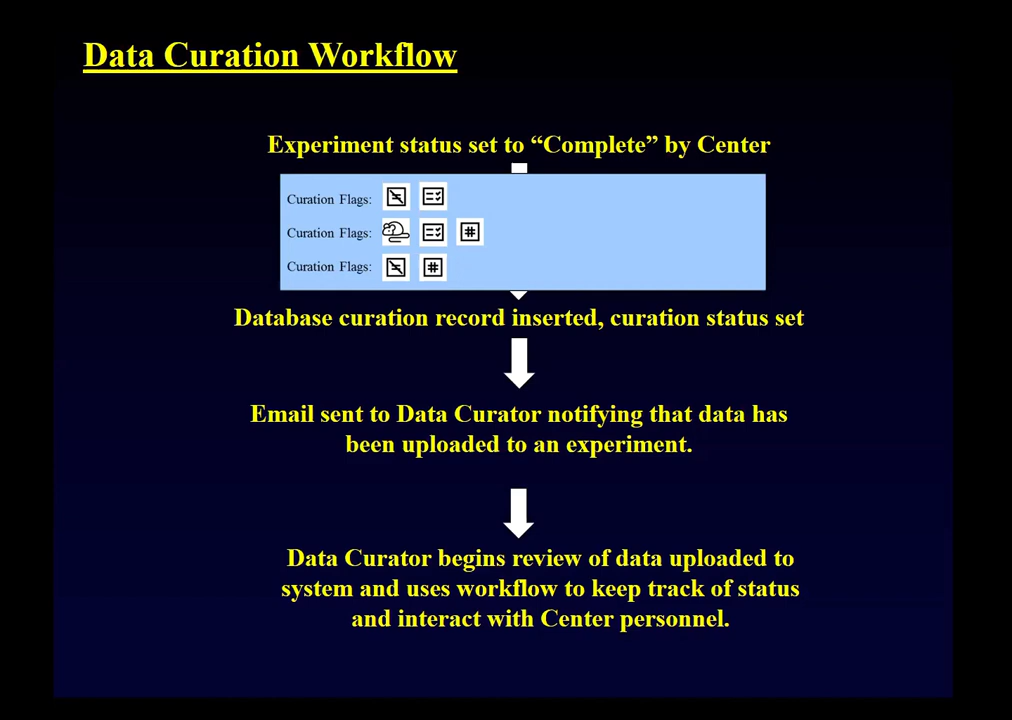 Data Curation Workflow
Experiment status set to “Complete” by Center
Curation Flags:
Curation Flags: ?
Curation Flags:
Database curation record inserted, curation status set
Email sent to Data Curator notifying that data has
been uploaded to an experiment.
Data Curator begins review of data uploaded to
system and uses workflow to keep track of status
and interact with Center personnel.